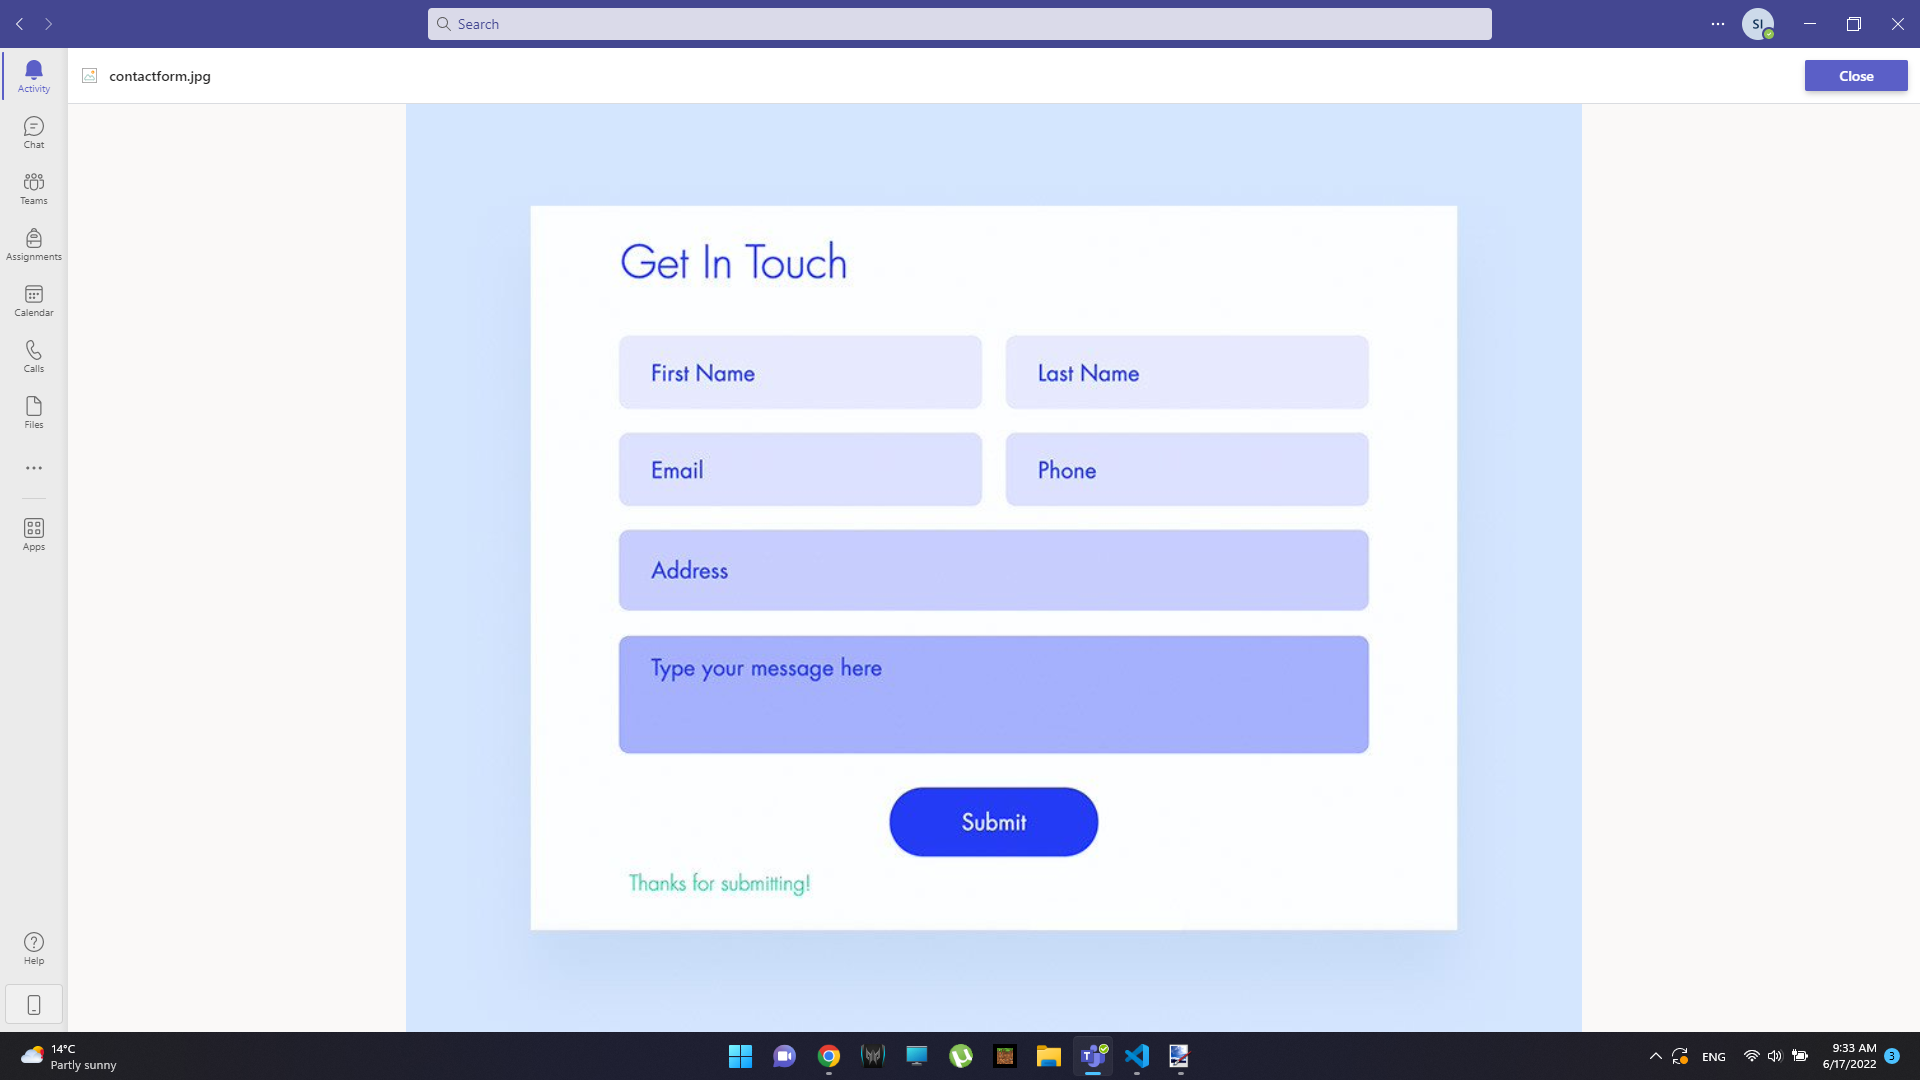 Search
SI
contactform.jpg
Close
Activity
Chat
Teams
Assignments
Calendar
Calls
Files
Apps
Help
Get In Touch
First Name
Last Name
Email
Phone
Address
Type your message here
Submit
Thanks for submitting!
14°C
Partly sunny
ENG
9:33 AM
6/17/2022
3